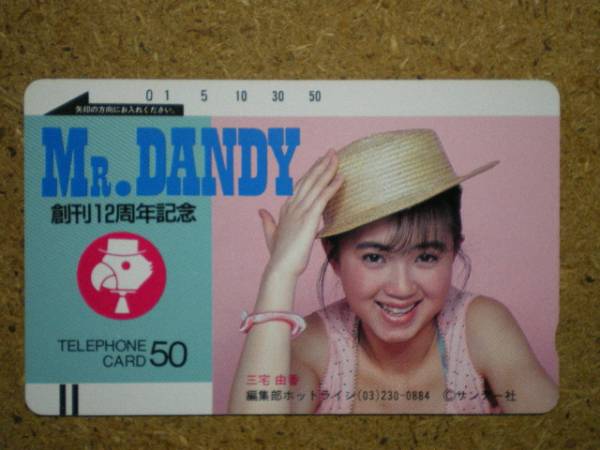 0 1 5 10 30 50
矢印の方向にお入れください。
MR.DANDY
創刊12周年記念
TELEPHONE
CARD 50
三宅 由香
編集部ホットライン(03)230-0884 ©サンデー社